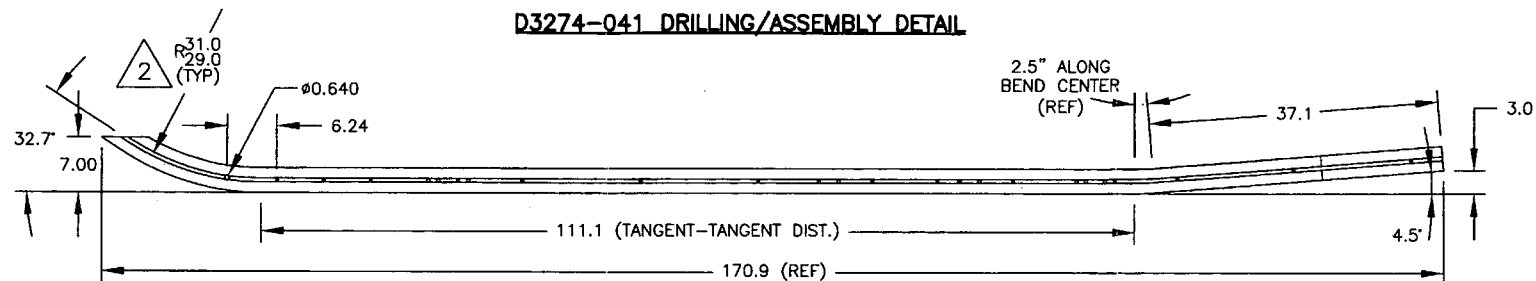 D3274-041 DRILLING/ASSEMBLY DETAIL
2
R31.0
29.0
(TYP)
Ø0.640
6.24
32.7°
7.00
2.5" ALONG
BEND CENTER
(REF)
37.1
3.0
4.5°
111.1 (TANGENT-TANGENT DIST.)
170.9 (REF)